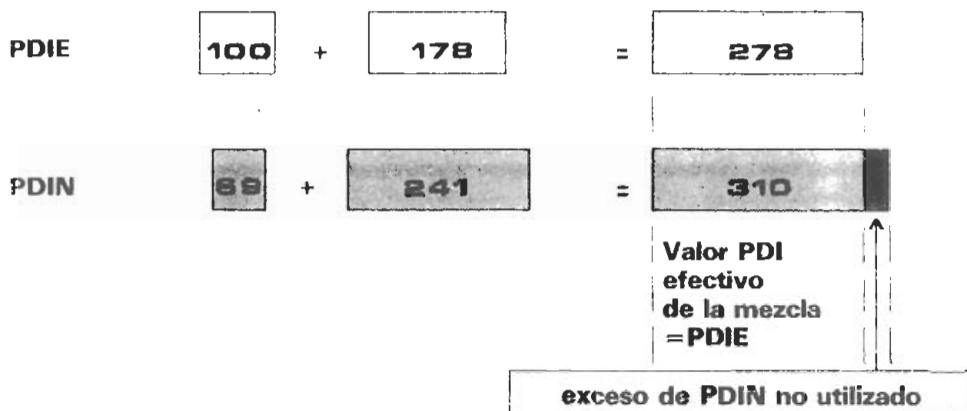 PDIE 100 + 178 = 278
PDIN 69 + 241 = 310
Valor PDI
efectivo
de la mezcla
=PDIE
exceso de PDIN no utilizado